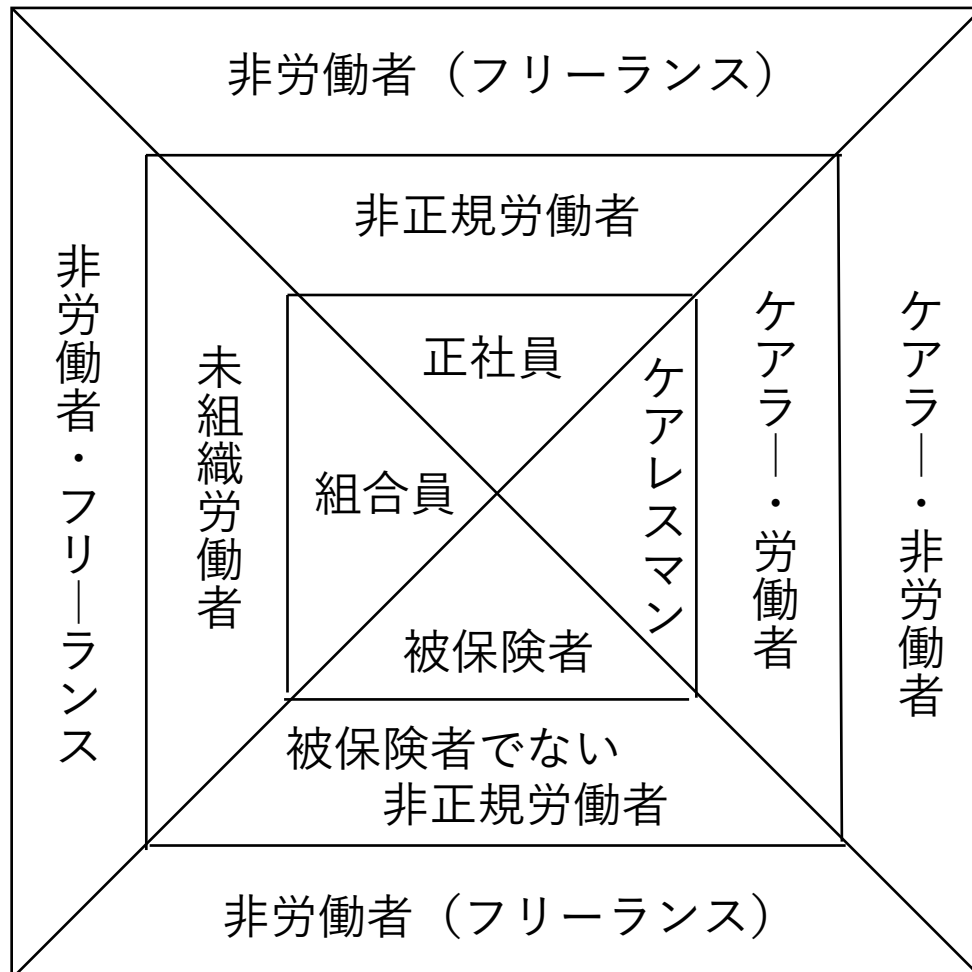 非労働者（フリーランス）
非正規労働者
正社員
非労働者・フリーランス
未組織労働者
組合員
ケアレスマン
ケアラー・労働者
ケアラー・非労働者
被保険者
被保険者でない
非正規労働者
非労働者（フリーランス）